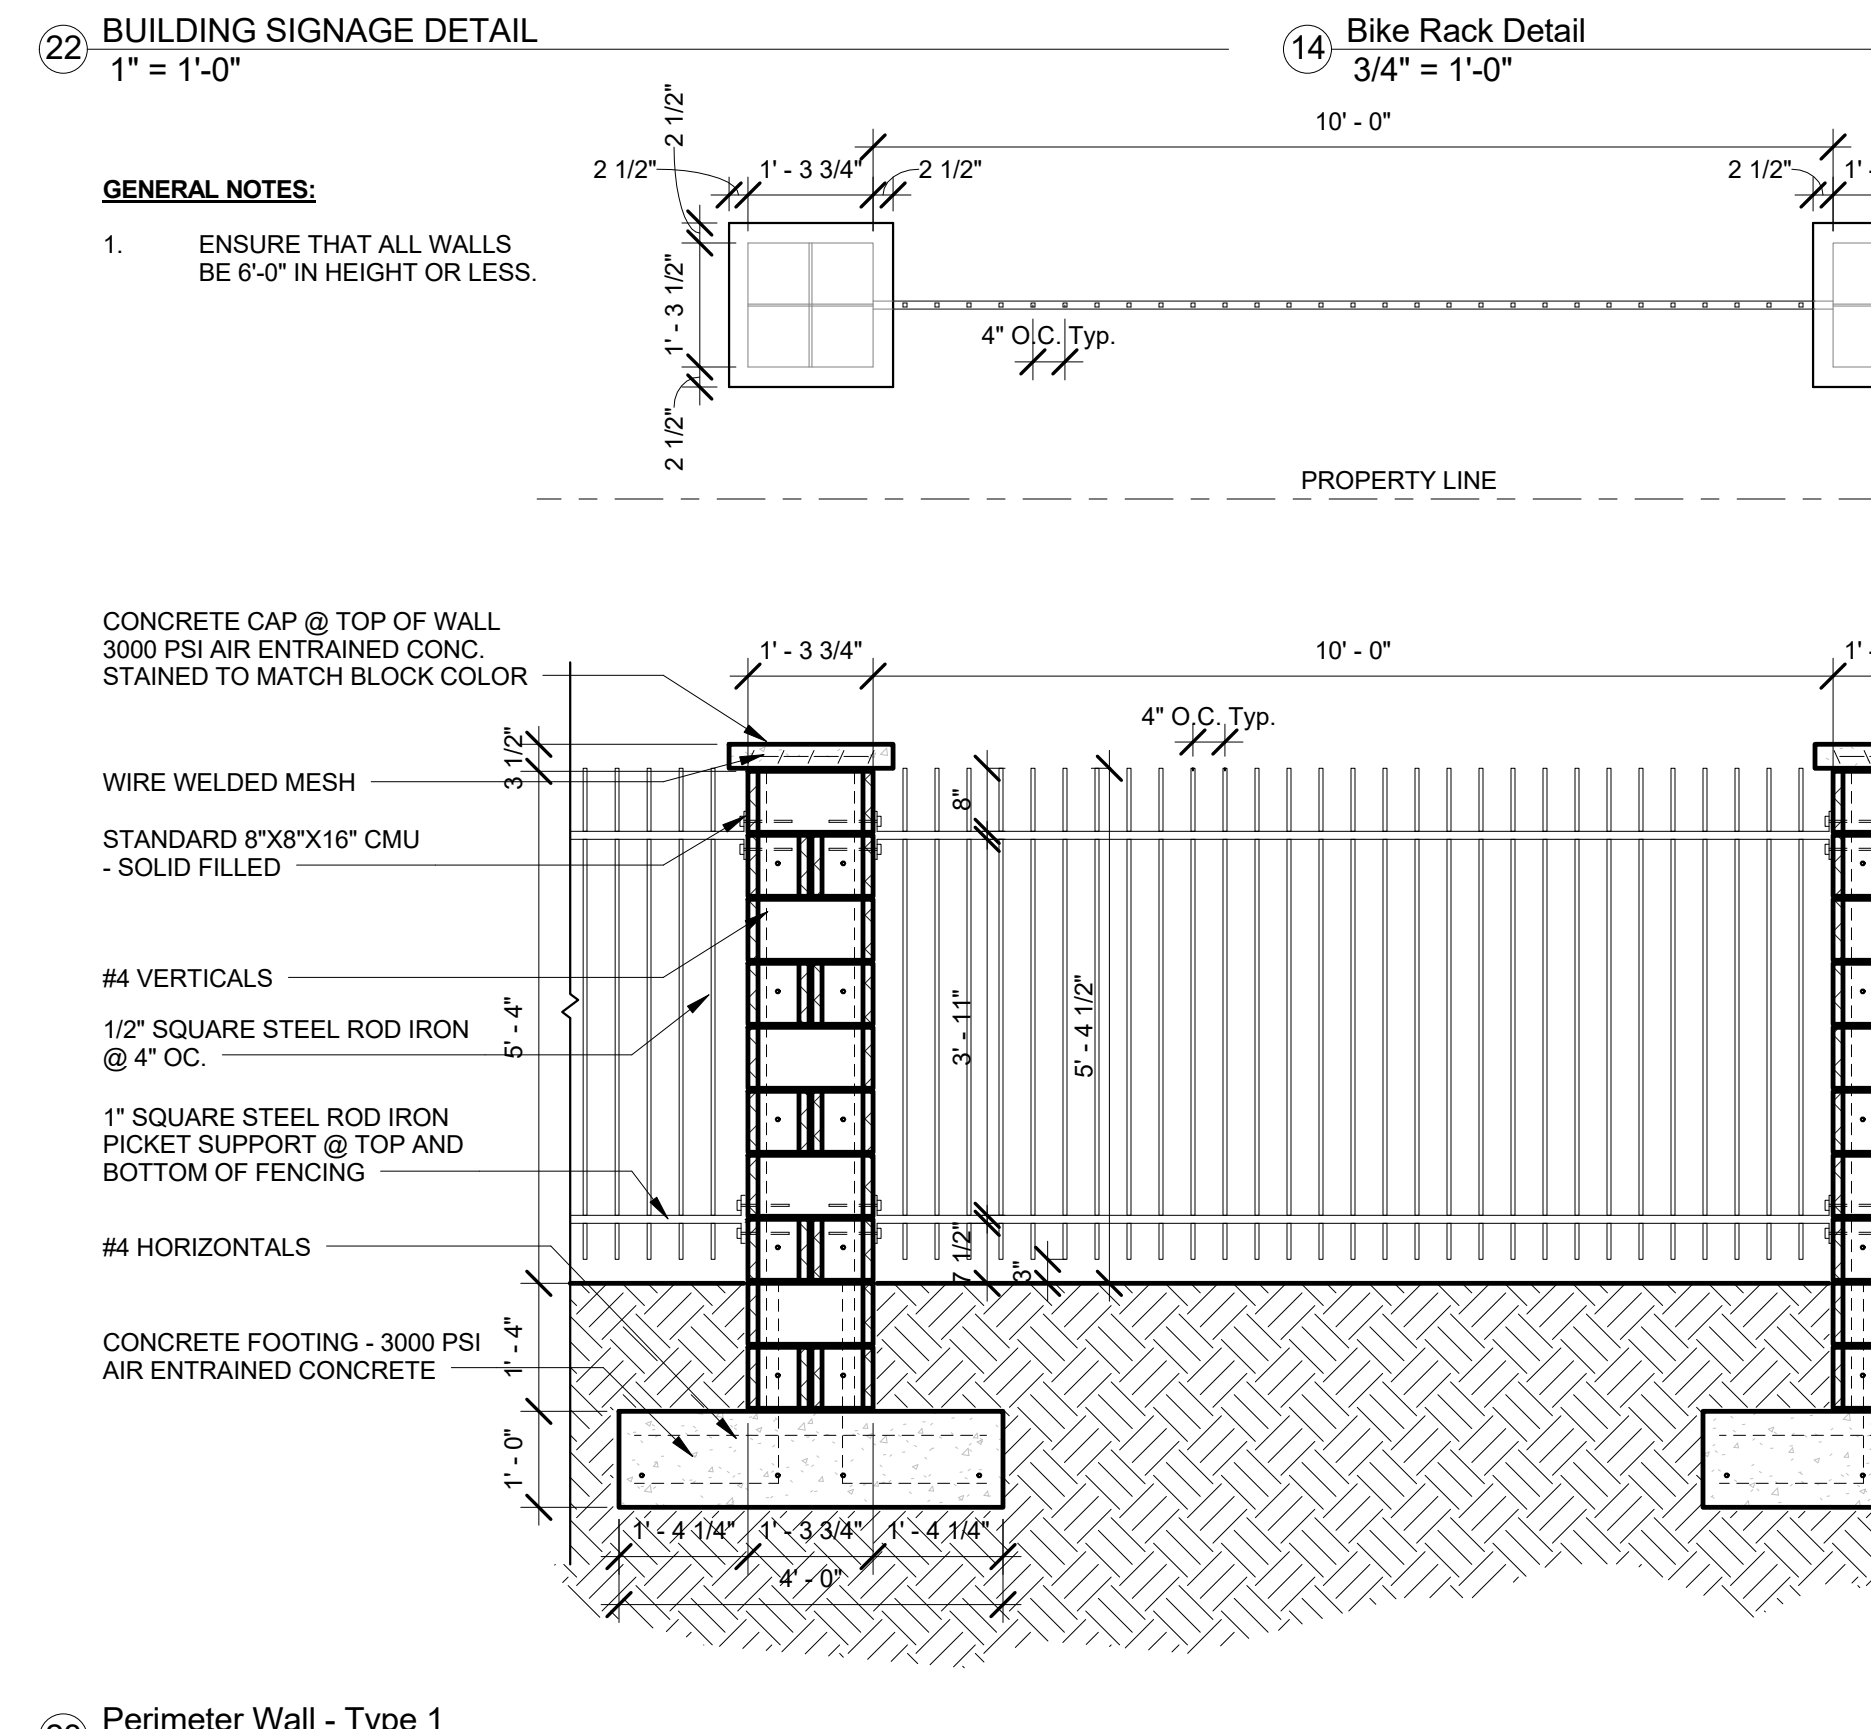 22 BUILDING SIGNAGE DETAIL
1" = 1'-0"
14 Bike Rack Detail
3/4" = 1'-0"
GENERAL NOTES:
1. ENSURE THAT ALL WALLS
BE 6'-0" IN HEIGHT OR LESS.
10' - 0"
2 1/2"
2 1/2"
1' - 3 3/4"
2 1/2"
2 1/2"
1' -
1' - 3 1/2"
2 1/2"
4" O.C. Typ.
PROPERTY LINE
CONCRETE CAP @ TOP OF WALL
3000 PSI AIR ENTRAINED CONC.
STAINED TO MATCH BLOCK COLOR
WIRE WELDED MESH
STANDARD 8"X8"X16" CMU
- SOLID FILLED
#4 VERTICALS
1/2" SQUARE STEEL ROD IRON
@ 4" OC.
1" SQUARE STEEL ROD IRON
PICKET SUPPORT @ TOP AND
BOTTOM OF FENCING
#4 HORIZONTALS
CONCRETE FOOTING - 3000 PSI
AIR ENTRAINED CONCRETE
1' - 3 3/4"
10' - 0"
1' -
4" O.C. Typ.
3 1/2"
5' - 4"
1' - 4"
1' - 0"
8"
3' - 11"
5' - 4 1/2"
7 1/2"
3"
1' - 4 1/4"
1' - 3 3/4"
1' - 4 1/4"
4' - 0"
Perimeter Wall - Type 1